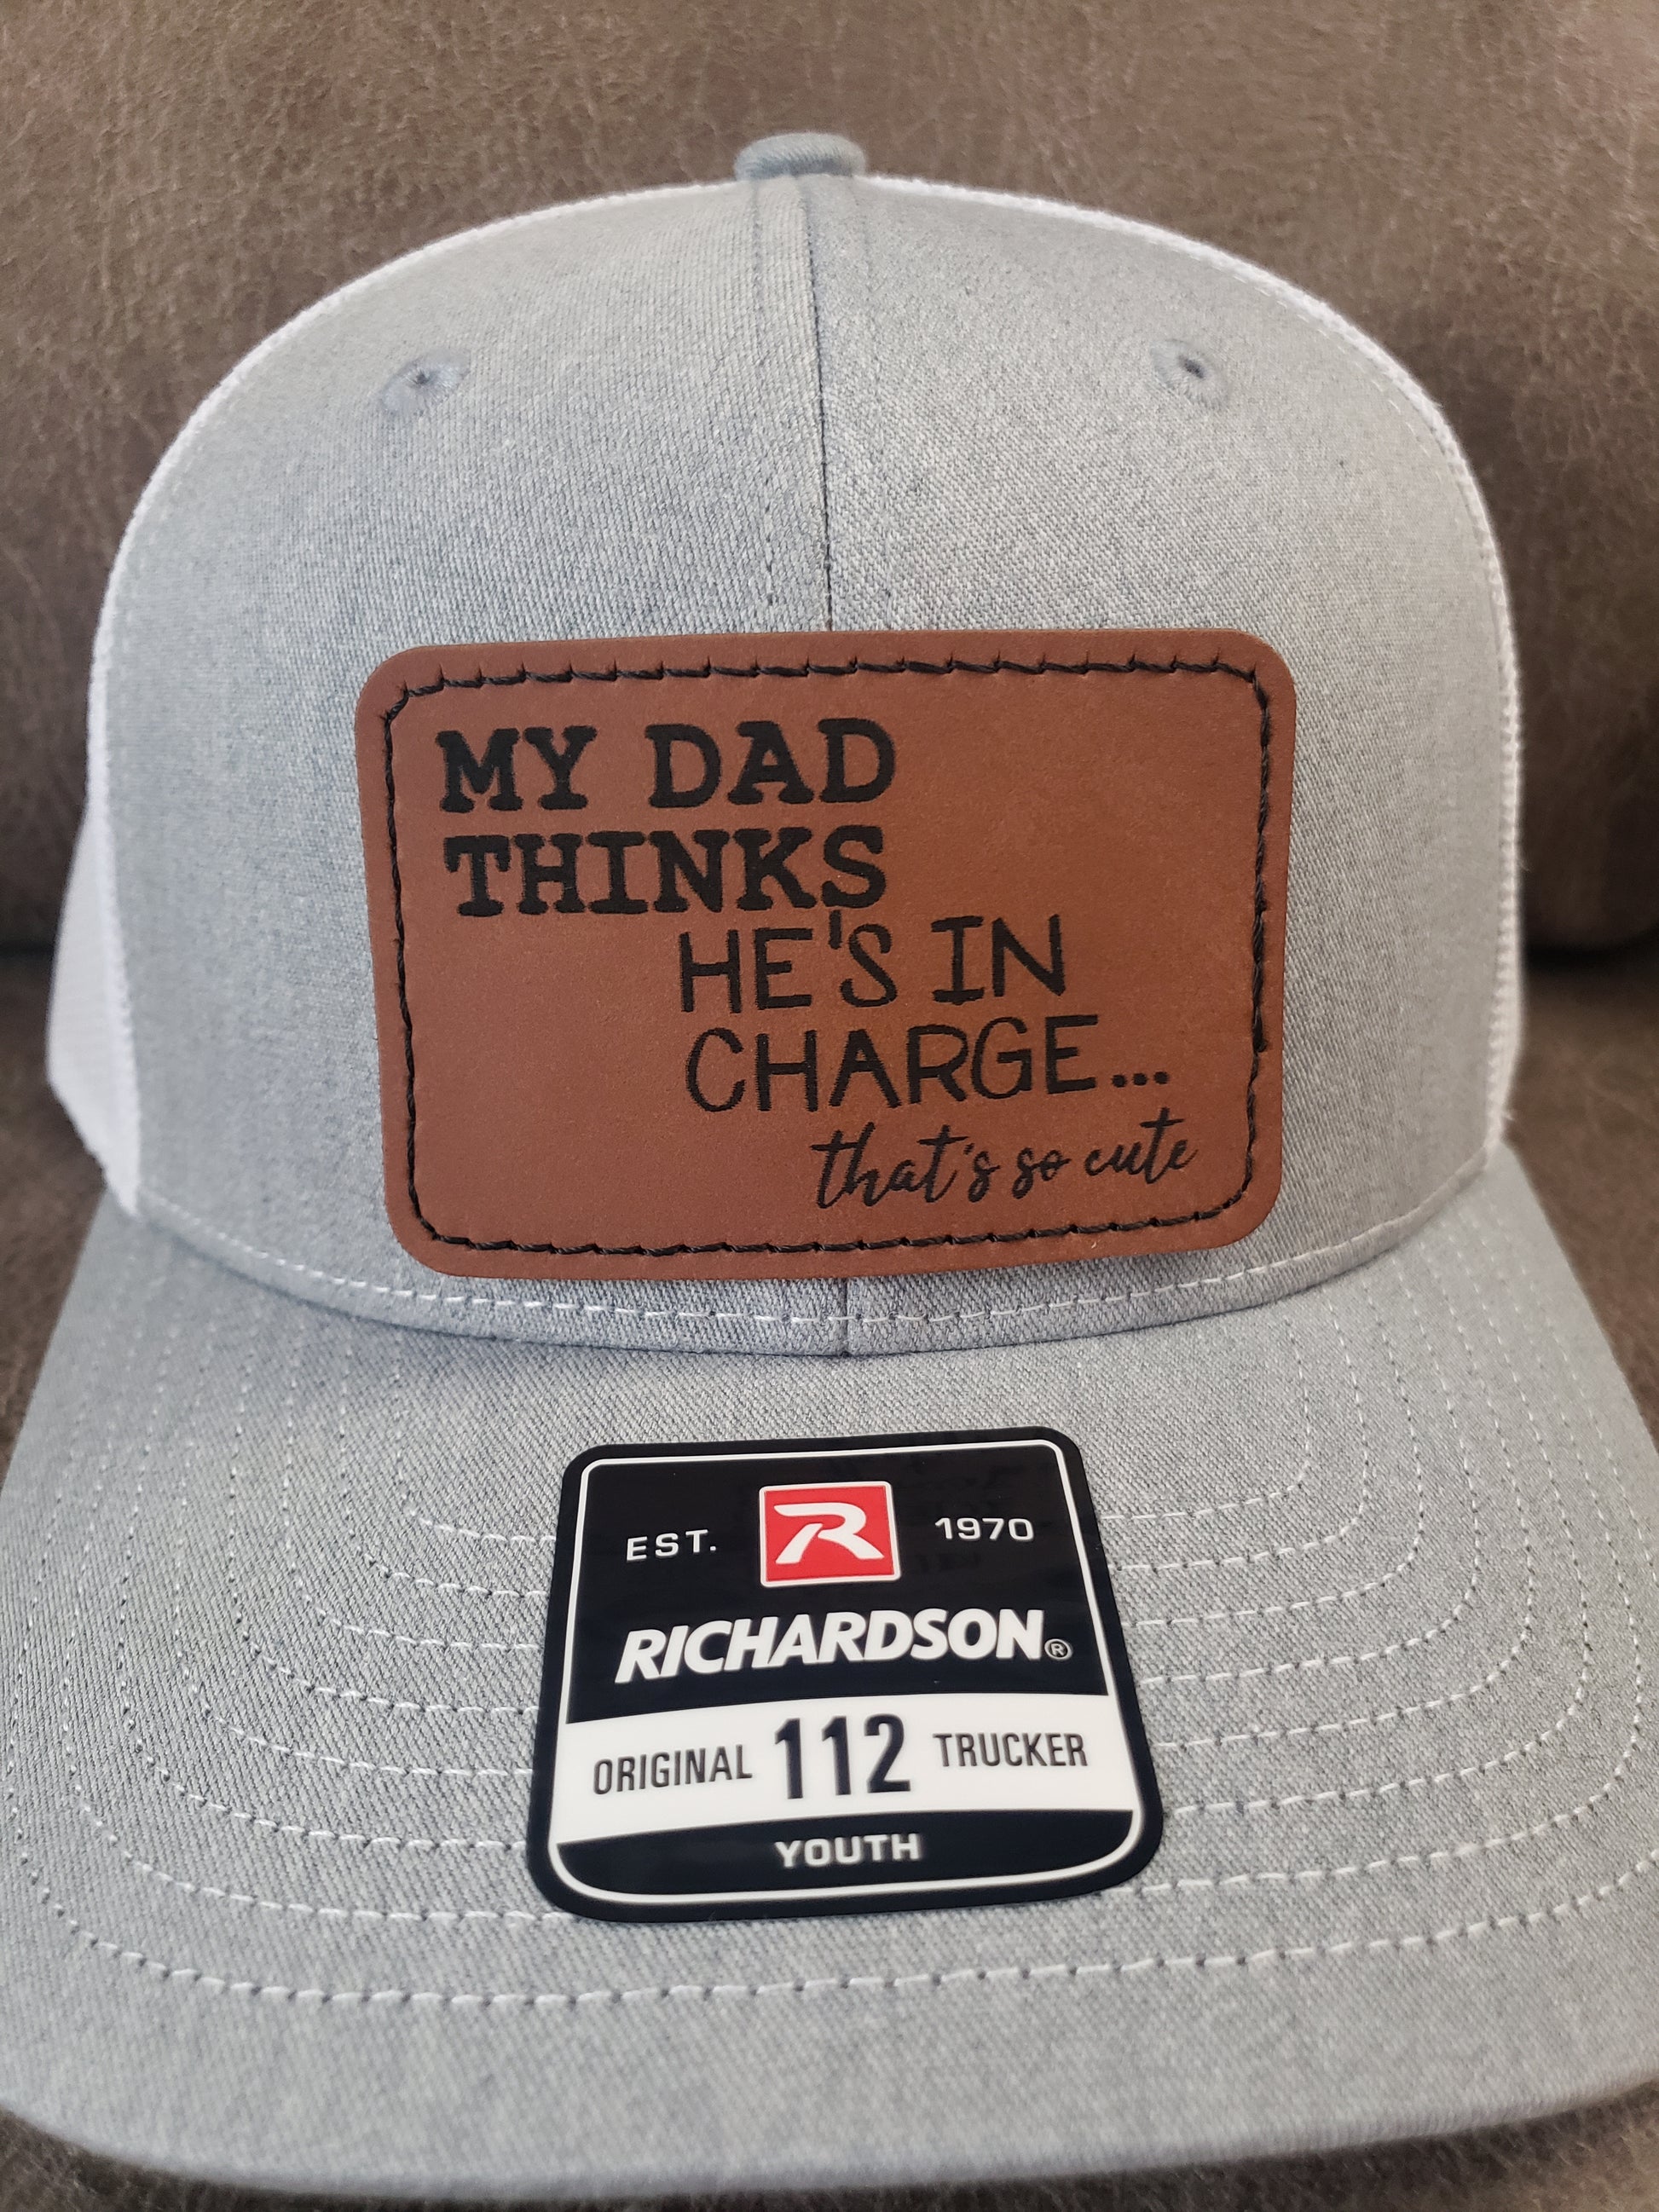 MY DAD
THINKS
HE'S IN
CHARGE...
that's so cute
EST. R 1970
RICHARDSON®
ORIGINAL 112 TRUCKER
YOUTH